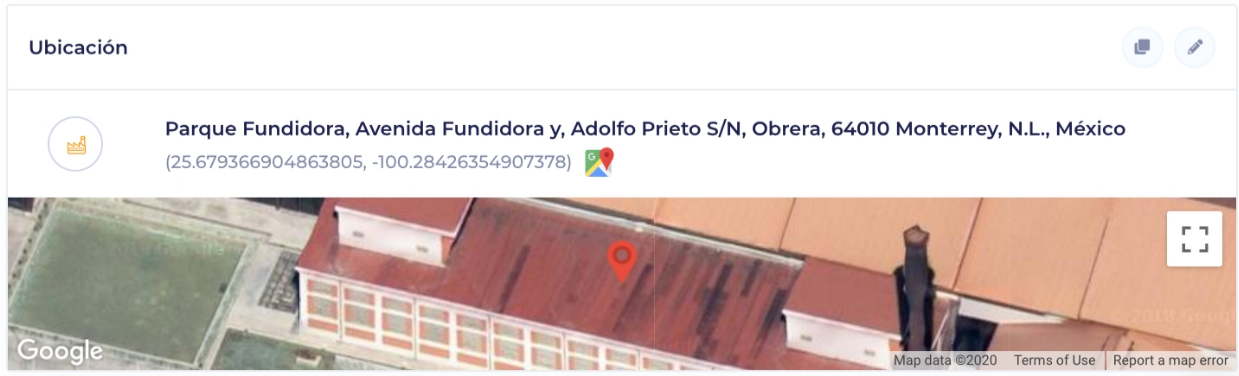 Ubicación
Parque Fundidora, Avenida Fundidora y, Adolfo Prieto S/N, Obrera, 64010 Monterrey, N.L., México
(25.679366904863805, -100.28426354907378)
Google
Map data ©2020 Terms of Use Report a map error